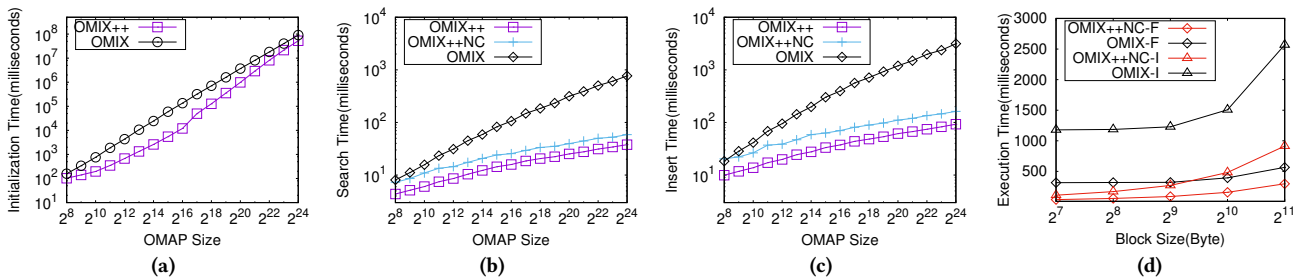 Initialization Time(milliseconds)
10^8
10^7
10^6
10^5
10^4
10^3
10^2
10^1
OMIX++
OMIX
2^8 2^10 2^12 2^14 2^16 2^18 2^20 2^22 2^24
OMAP Size
(a)
Search Time(milliseconds)
10^4
10^3
10^2
10^1
OMIX++
OMIX++NC
OMIX
2^8 2^10 2^12 2^14 2^16 2^18 2^20 2^22 2^24
OMAP Size
(b)
Insert Time(milliseconds)
10^4
10^3
10^2
10^1
OMIX++
OMIX++NC
OMIX
2^8 2^10 2^12 2^14 2^16 2^18 2^20 2^22 2^24
OMAP Size
(c)
Execution Time(milliseconds)
3000
2500
2000
1500
1000
500
OMIX++NC-F
OMIX-F
OMIX++NC-I
OMIX-I
2^7 2^8 2^9 2^10 2^11
Block Size(Byte)
(d)